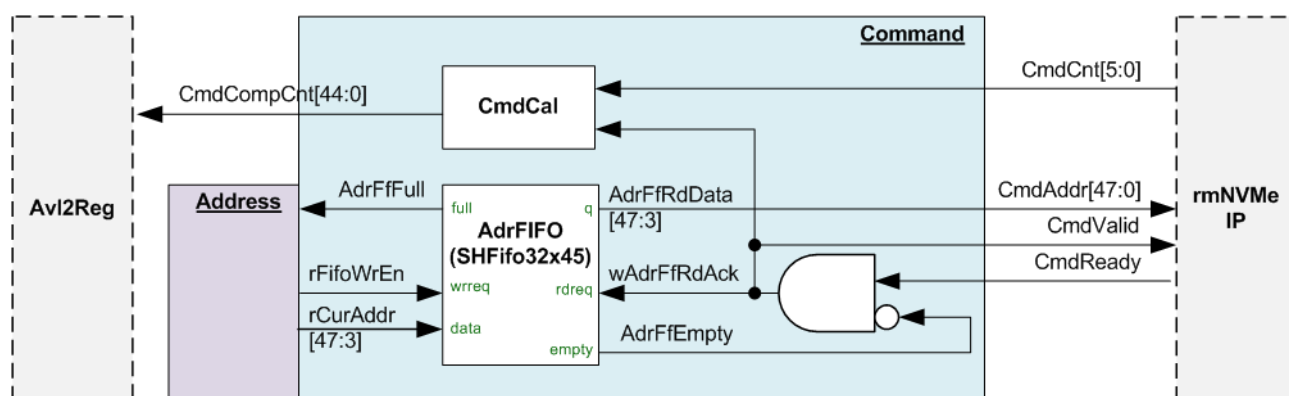 Command
CmdCnt[5:0]
CmdCompCnt[44:0]
CmdCal
Avl2Reg
Address
AdrFfFull
full
q
AdrFfRdData
[47:3]
CmdAddr[47:0]
rmNVMe
IP
AdrFIFO
(SHFifo32x45)
CmdValid
CmdReady
rFifoWrEn
wrreq
rdreq
wAdrFfRdAck
rCurAddr
[47:3]
data
empty
AdrFfEmpty